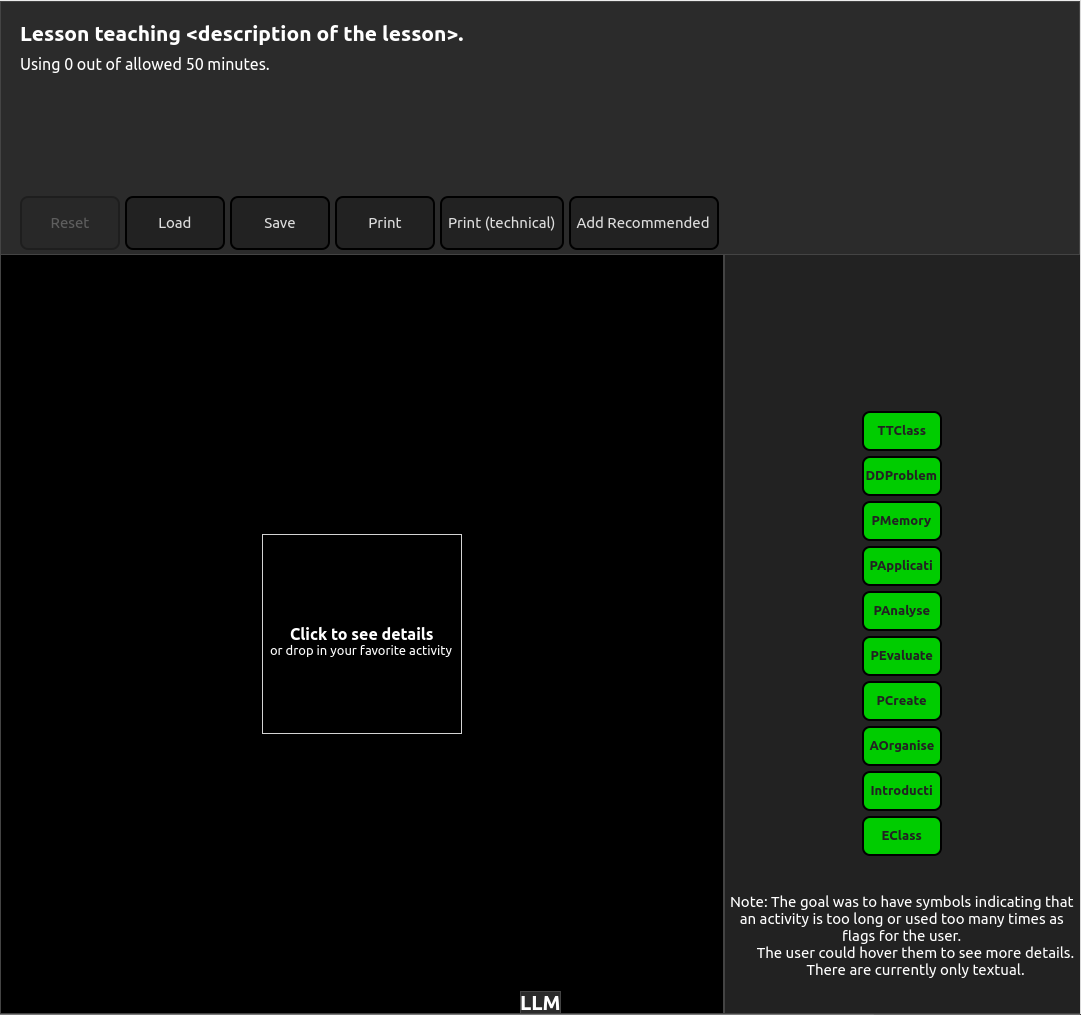 Lesson teaching <description of the lesson>.
Using 0 out of allowed 50 minutes.
Reset
Load
Save
Print
Print (technical)
Add Recommended
Click to see details
or drop in your favorite activity
TTClass
DDProblem
PMemory
PApplicati
PAnalyse
PEvaluate
PCreate
AOrganise
Introducti
EClass
Note: The goal was to have symbols indicating that
an activity is too long or used too many times as
flags for the user.
The user could hover them to see more details.
There are currently only textual.
LLM